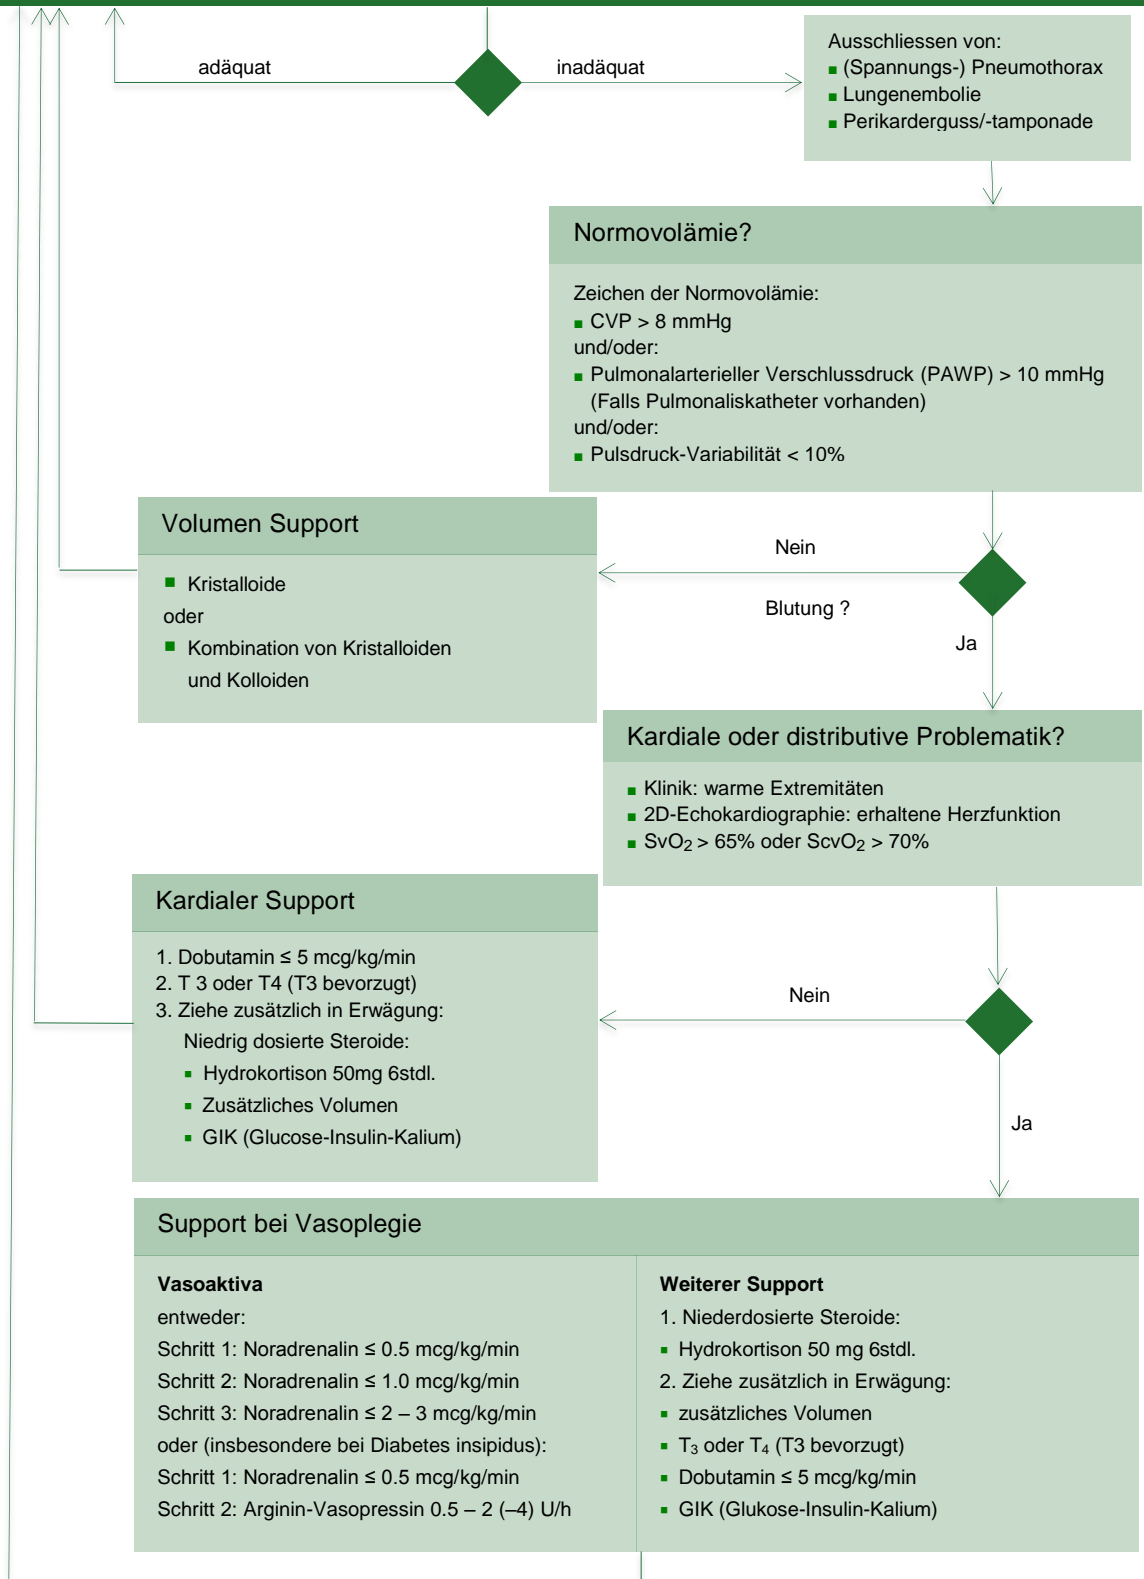 adäquat
inadäquat
Ausschliessen von:
▪ (Spannungs-) Pneumothorax
▪ Lungenembolie
▪ Perikarderguss/-tamponade
Normovolämie?
Zeichen der Normovolämie:
▪ CVP > 8 mmHg
und/oder:
▪ Pulmonalarterieller Verschlussdruck (PAWP) > 10 mmHg
(Falls Pulmonaliskatheter vorhanden)
und/oder:
▪ Pulsdruck-Variabilität < 10%
Volumen Support
▪ Kristalloide
oder
▪ Kombination von Kristalloiden
und Kolloiden
Nein
Blutung ?
Ja
Kardiale oder distributive Problematik?
▪ Klinik: warme Extremitäten
▪ 2D-Echokardiographie: erhaltene Herzfunktion
▪ SvO2 > 65% oder ScvO2 > 70%
Kardialer Support
1. Dobutamin ≤ 5 mcg/kg/min
2. T 3 oder T4 (T3 bevorzugt)
3. Ziehe zusätzlich in Erwägung:
Niedrig dosierte Steroide:
▪ Hydrokortison 50mg 6stdl.
▪ Zusätzliches Volumen
▪ GIK (Glucose-Insulin-Kalium)
Nein
Ja
Support bei Vasoplegie
Vasoaktiva
entweder:
Schritt 1: Noradrenalin ≤ 0.5 mcg/kg/min
Schritt 2: Noradrenalin ≤ 1.0 mcg/kg/min
Schritt 3: Noradrenalin ≤ 2 – 3 mcg/kg/min
oder (insbesondere bei Diabetes insipidus):
Schritt 1: Noradrenalin ≤ 0.5 mcg/kg/min
Schritt 2: Arginin-Vasopressin 0.5 – 2 (–4) U/h
Weiterer Support
1. Niederdosierte Steroide:
▪ Hydrokortison 50 mg 6stdl.
2. Ziehe zusätzlich in Erwägung:
▪ zusätzliches Volumen
▪ T3 oder T4 (T3 bevorzugt)
▪ Dobutamin ≤ 5 mcg/kg/min
▪ GIK (Glukose-Insulin-Kalium)